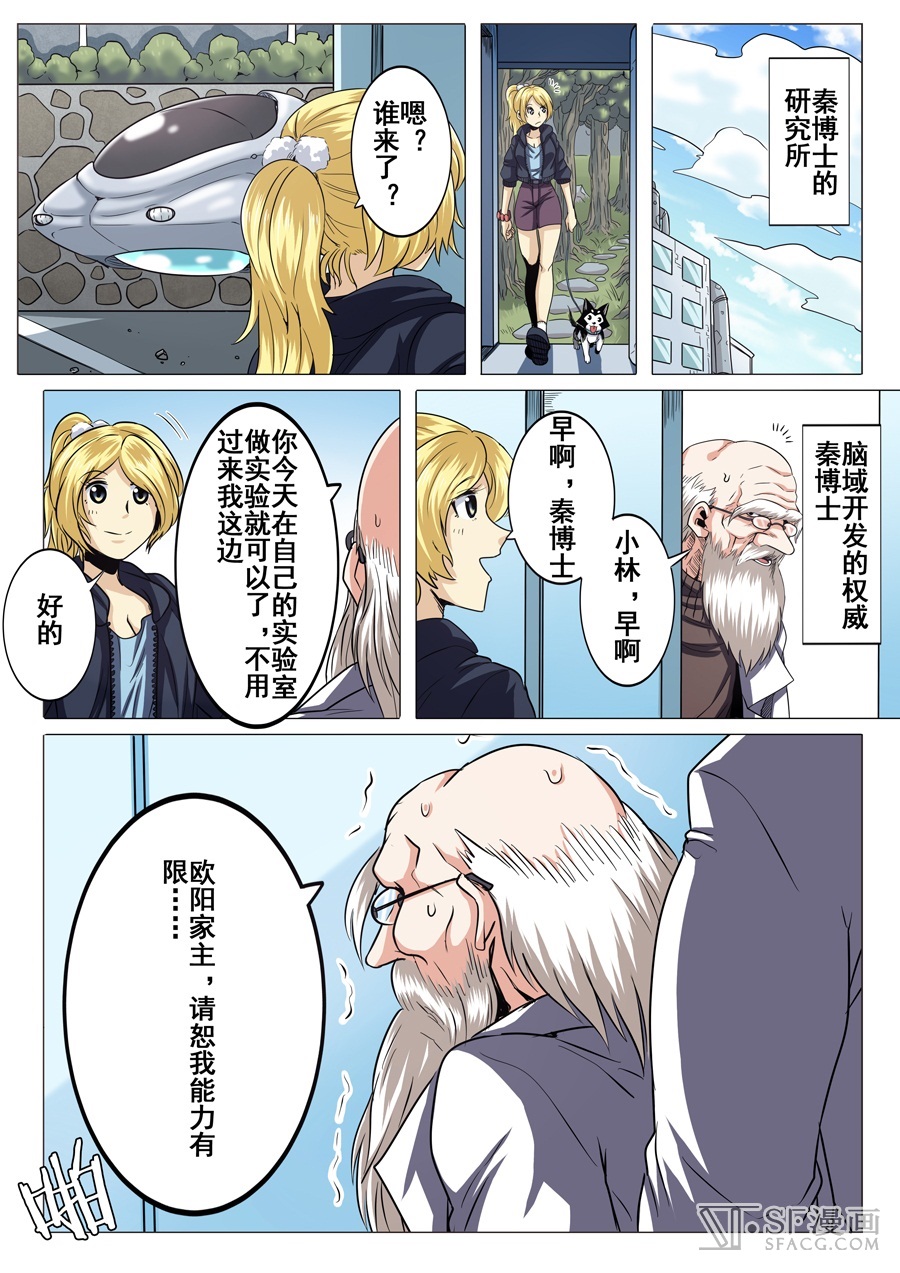 秦博士的
研究所
嗯？
谁来了？
脑域开发的权威
秦博士
小林，早啊
早啊，秦博士
你今天在自己的实验室
做实验就可以了，不用
过来我这边
好的
欧阳家主，请恕我能力有
限……
啪
SF漫画
SFACG.COM